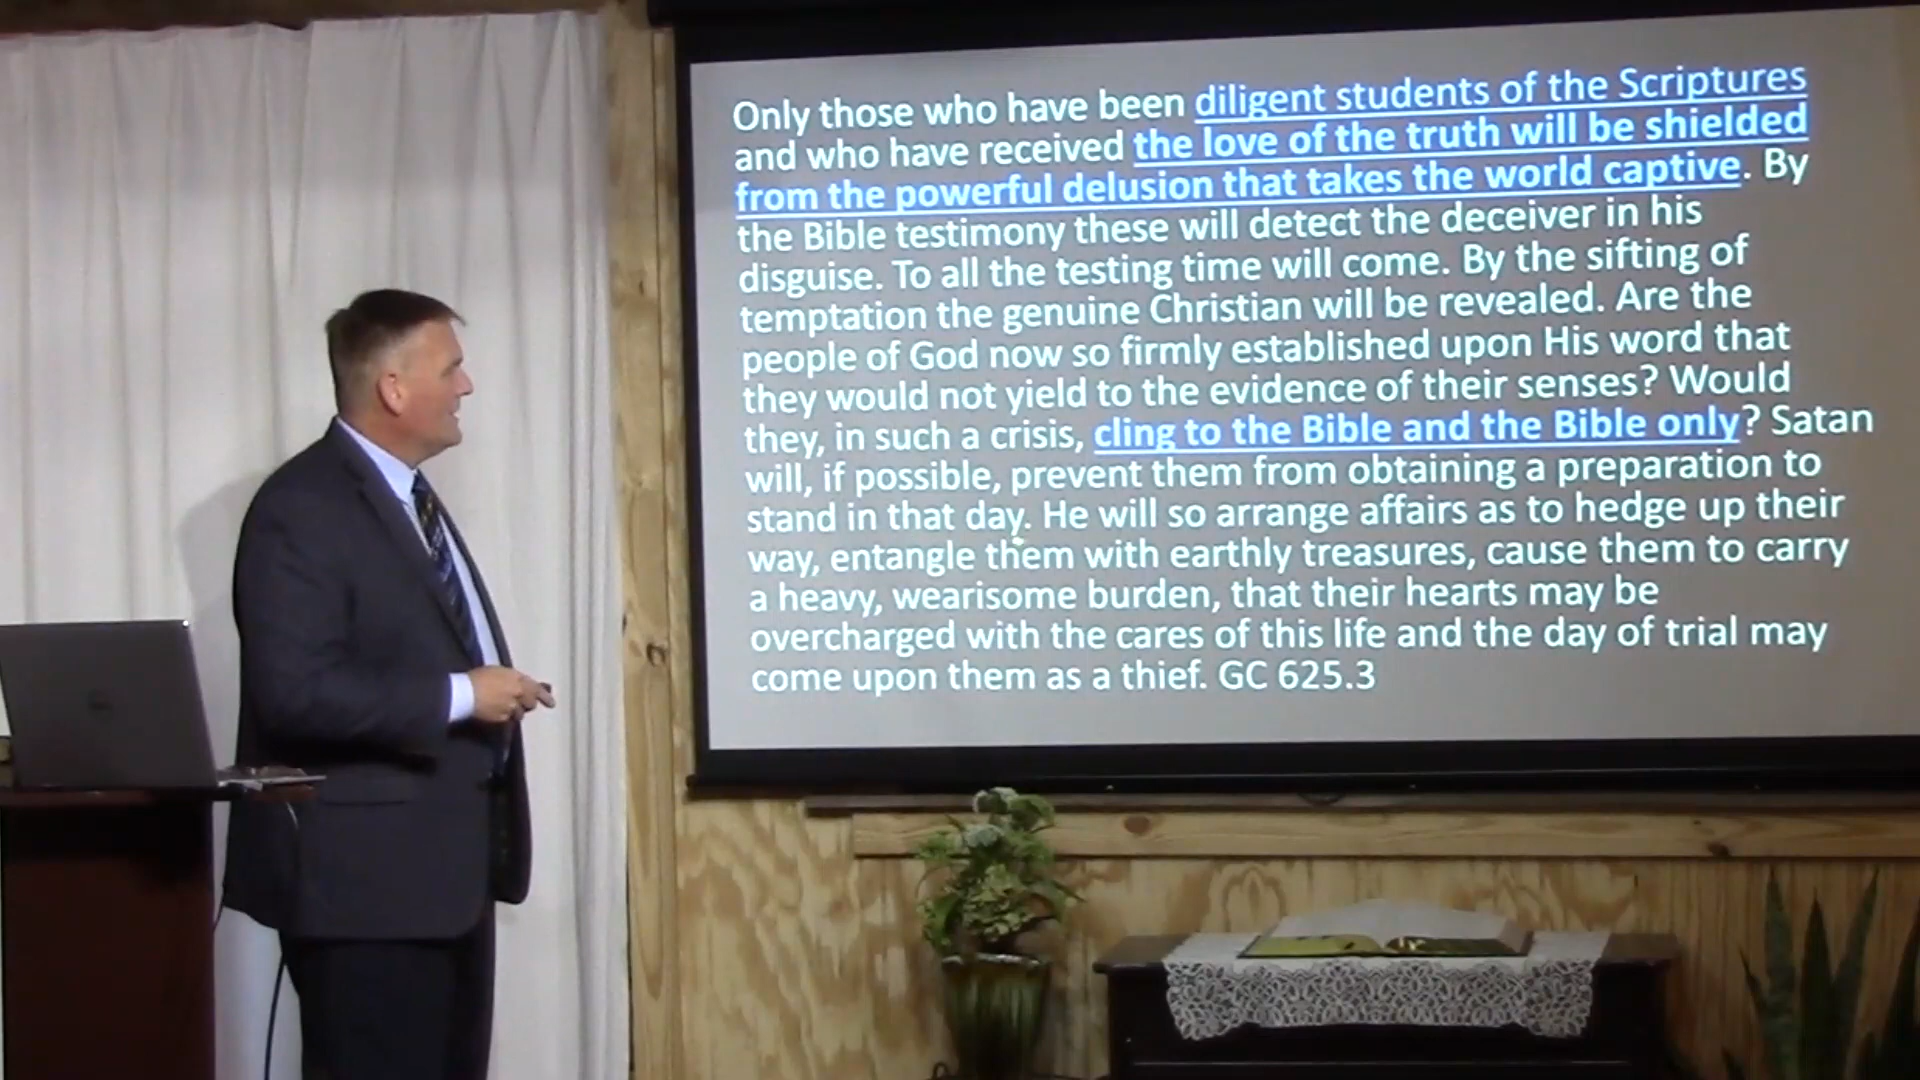 Only those who have been diligent students of the Scriptures
and who have received the love of the truth will be shielded
from the powerful delusion that takes the world captive. By
the Bible testimony these will detect the deceiver in his
disguise. To all the testing time will come. By the sifting of
temptation the genuine Christian will be revealed. Are the
people of God now so firmly established upon His word that
they would not yield to the evidence of their senses? Would
they, in such a crisis, cling to the Bible and the Bible only? Satan
will, if possible, prevent them from obtaining a preparation to
stand in that day. He will so arrange affairs as to hedge up their
way, entangle them with earthly treasures, cause them to carry
a heavy, wearisome burden, that their hearts may be
overcharged with the cares of this life and the day of trial may
come upon them as a thief. GC 625.3